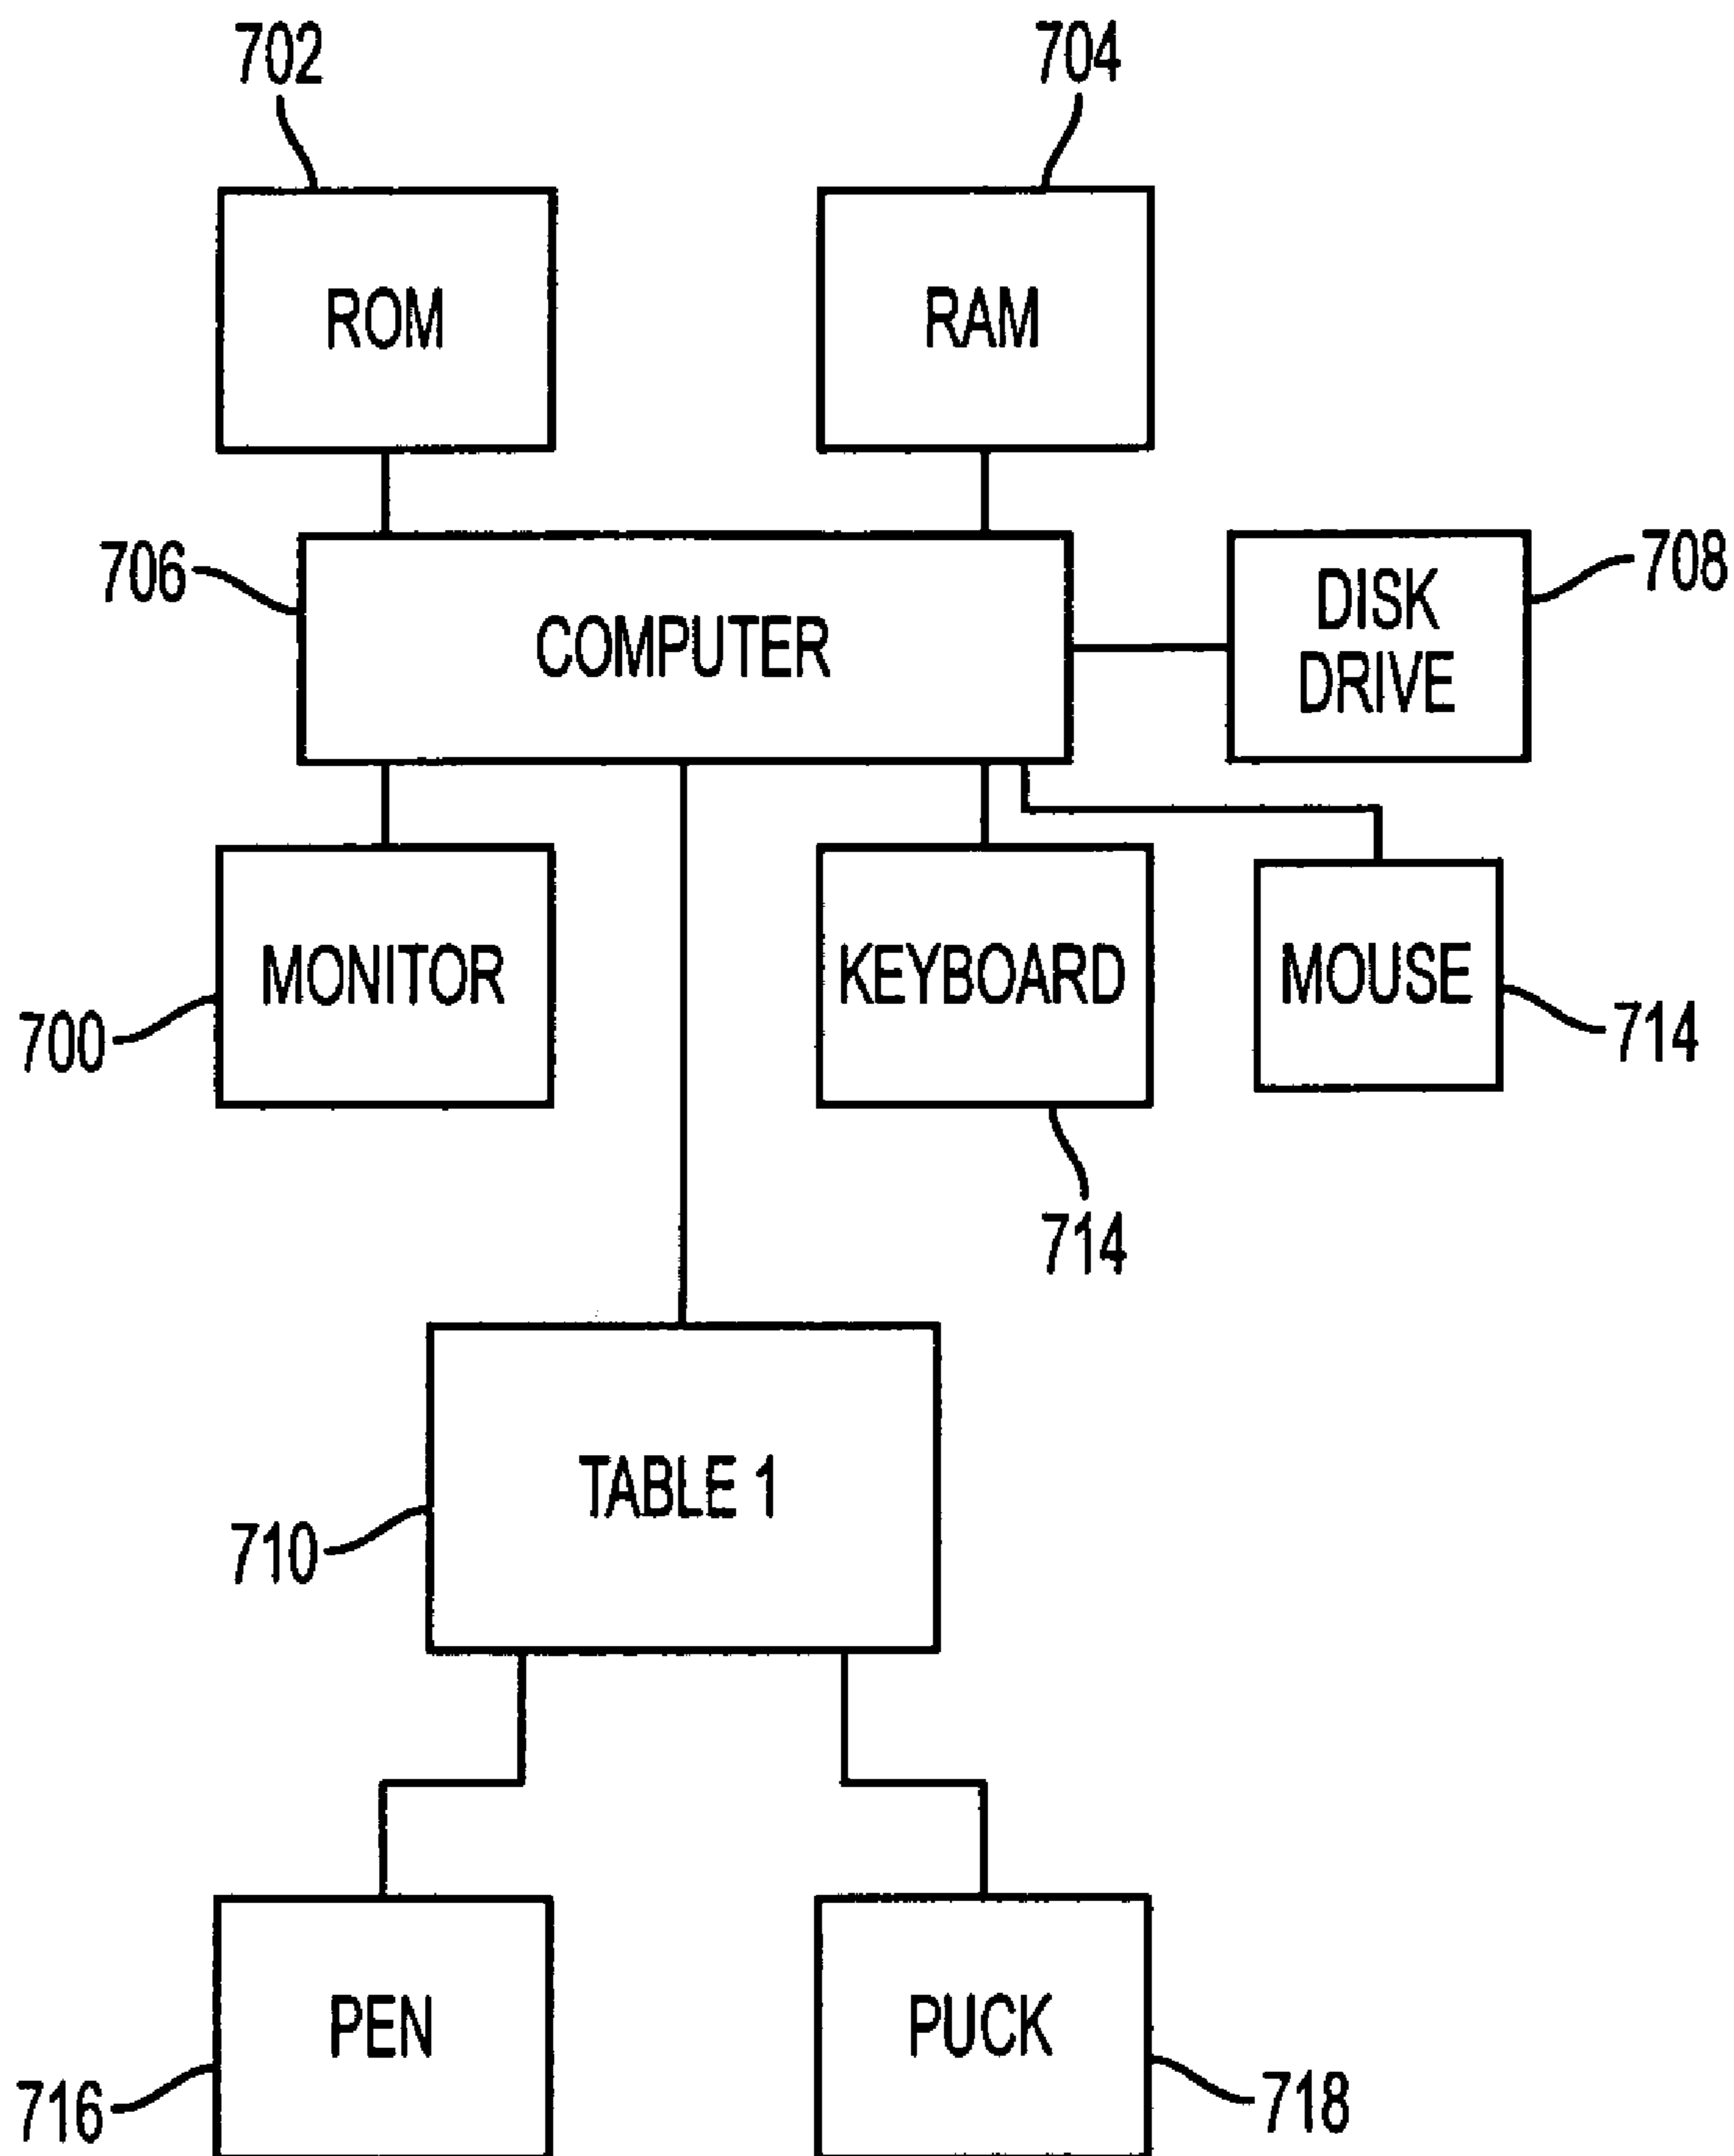 702
704
ROM
RAM
706
COMPUTER
DISK
DRIVE
708
MONITOR
KEYBOARD
MOUSE
700
714
714
TABLE 1
710
PEN
PUCK
716
718